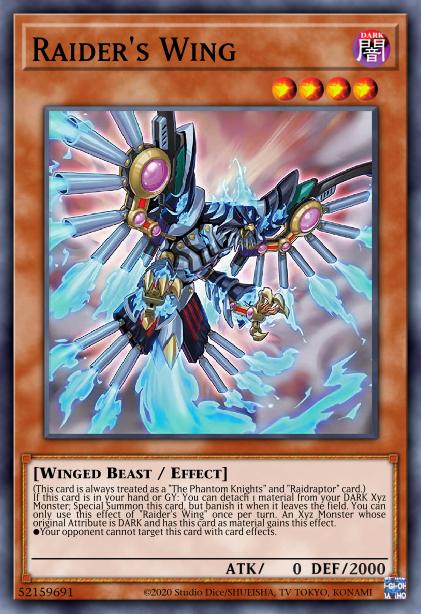 Raider's Wing
DARK
闇
[Winged Beast / Effect]
(This card is always treated as a "The Phantom Knights" and "Raidraptor" card.)
If this card is in your hand or GY: You can detach 1 material from your DARK Xyz
Monster; Special Summon this card, but banish it when it leaves the field. You can
only use this effect of "Raider's Wing" once per turn. An Xyz Monster whose
original Attribute is DARK and has this card as material gains this effect.
●Your opponent cannot target this card with card effects.
ATK/ 0 DEF/2000
52159691 ©2020 Studio Dice/SHUEISHA, TV TOKYO, KONAMI